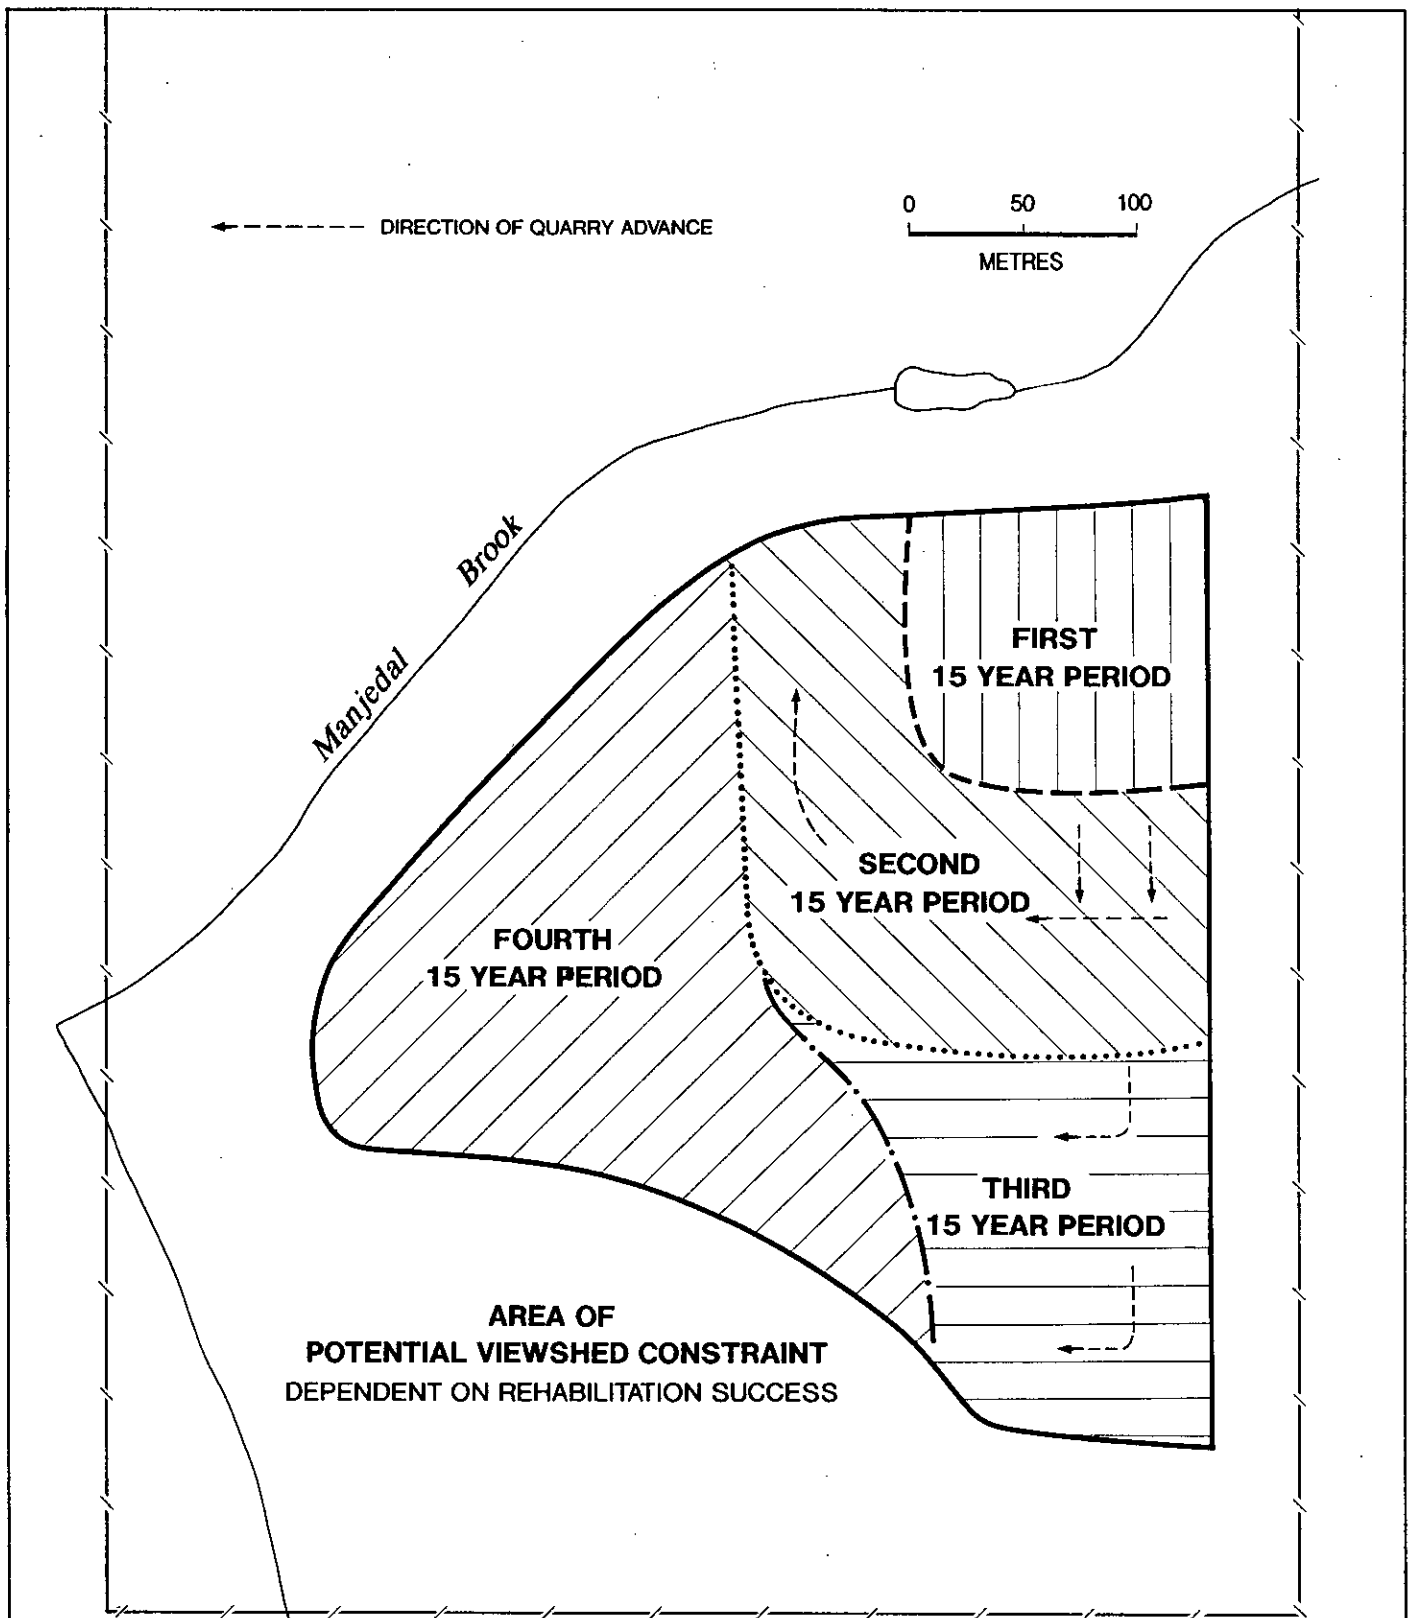 DIRECTION OF QUARRY ADVANCE
0 50 100
METRES
Manjedal Brook
FIRST
15 YEAR PERIOD
SECOND
15 YEAR PERIOD
FOURTH
15 YEAR PERIOD
THIRD
15 YEAR PERIOD
AREA OF
POTENTIAL VIEWSHED CONSTRAINT
DEPENDENT ON REHABILITATION SUCCESS